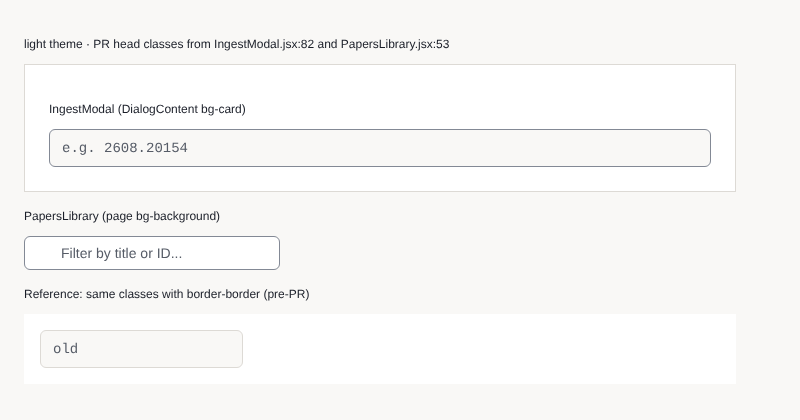 light theme · PR head classes from IngestModal.jsx:82 and PapersLibrary.jsx:53
IngestModal (DialogContent bg-card)
e.g. 2608.20154
PapersLibrary (page bg-background)
Filter by title or ID...
Reference: same classes with border-border (pre-PR)
old